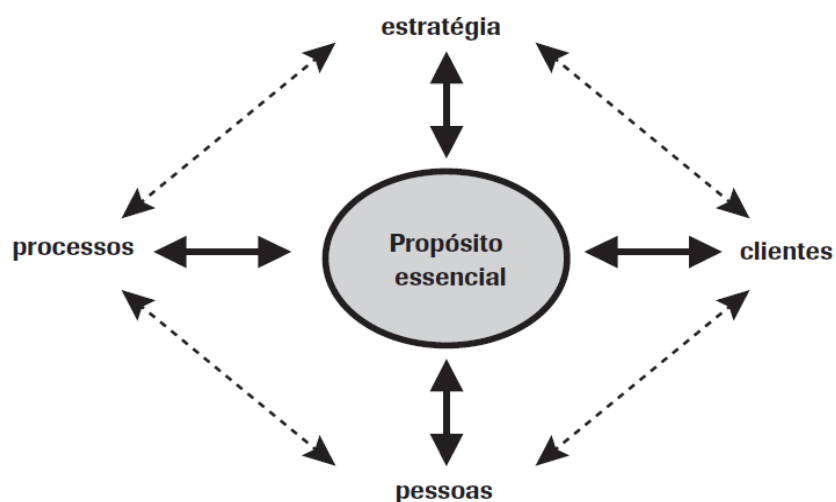 estratégia
processos
Propósito
essencial
clientes
pessoas